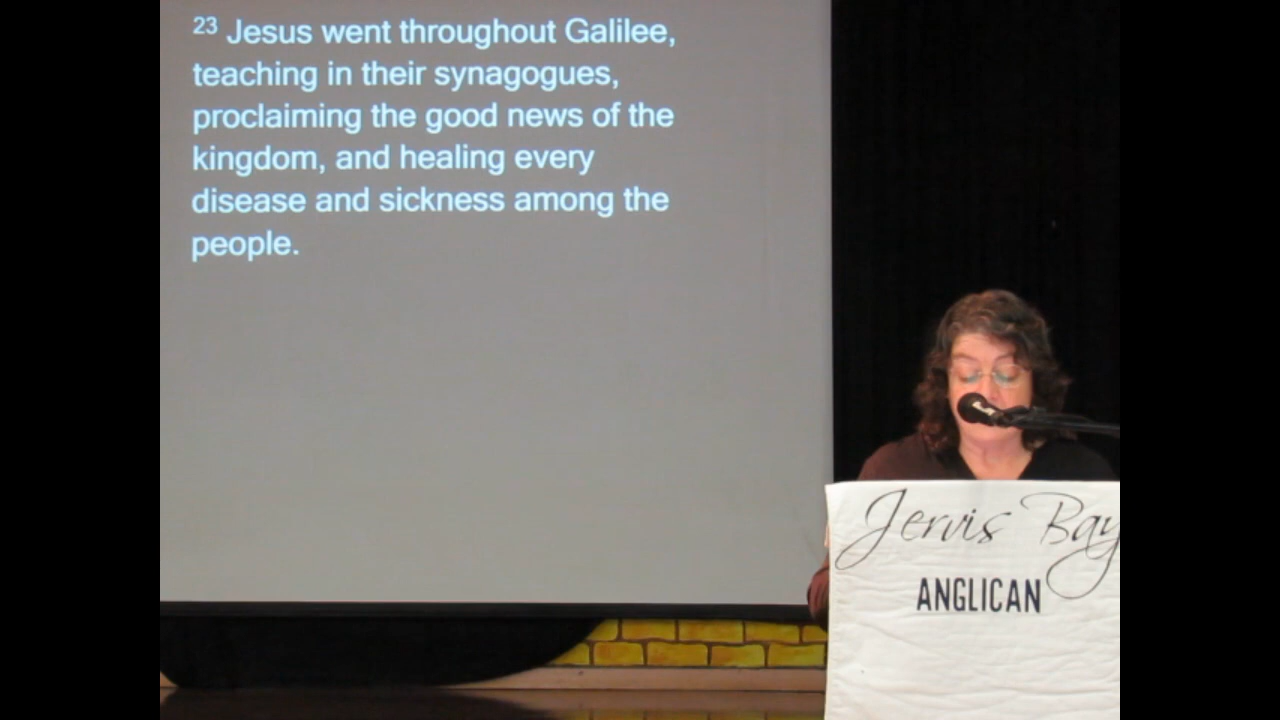 23 Jesus went throughout Galilee,
teaching in their synagogues,
proclaiming the good news of the
kingdom, and healing every
disease and sickness among the
people.
Jervis Bay
ANGLICAN